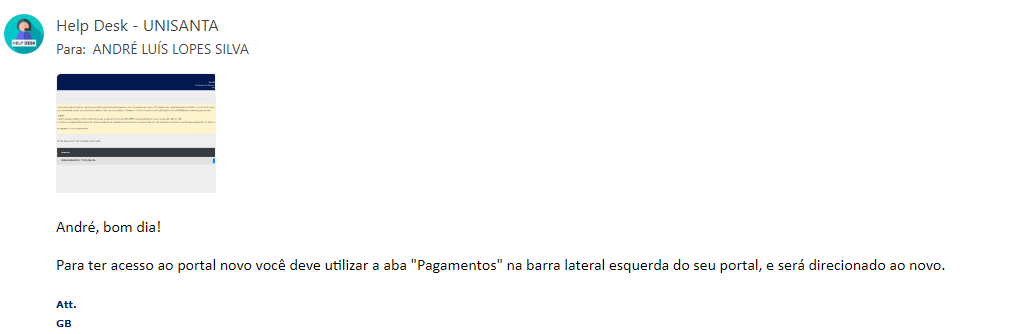 Help Desk - UNISANTA
HELP DESK
Para: ANDRÉ LUÍS LOPES SILVA
André, bom dia!
Para ter acesso ao portal novo você deve utilizar a aba "Pagamentos" na barra lateral esquerda do seu portal, e será direcionado ao novo.
Att.
GB